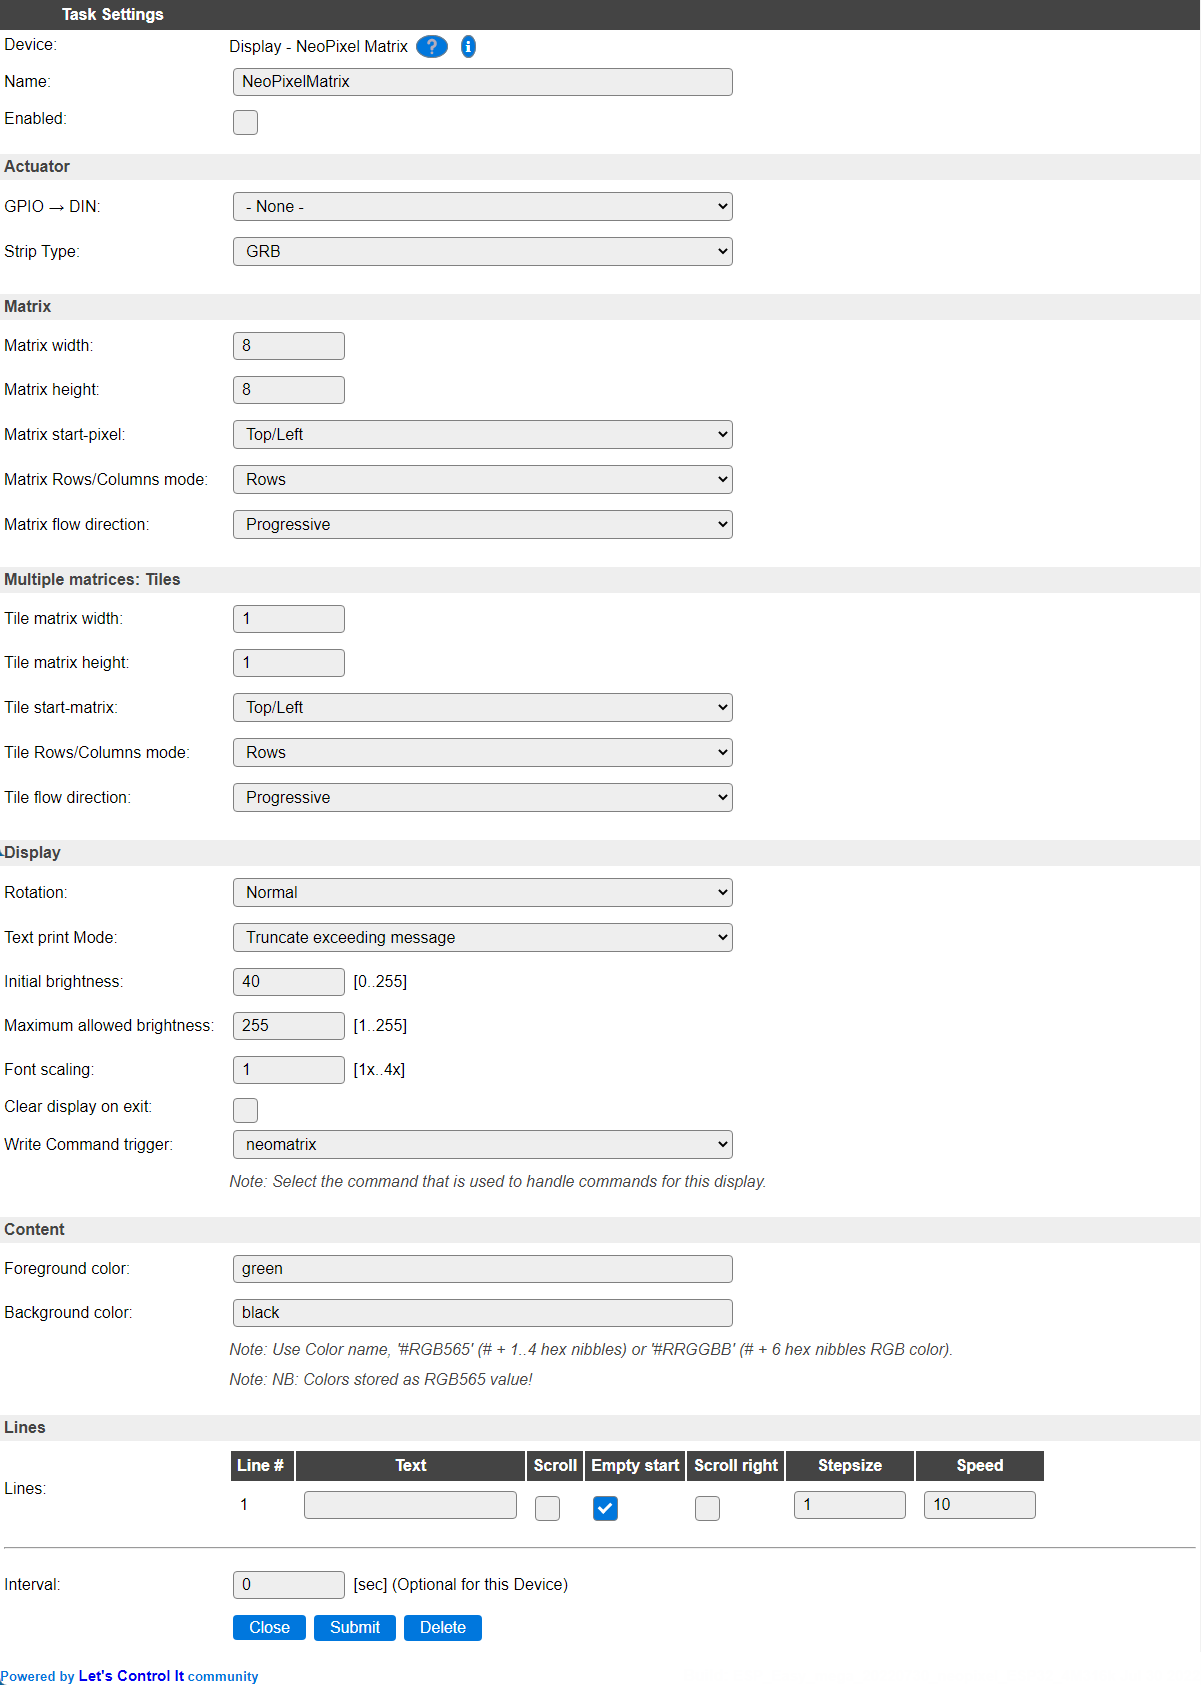 Task Settings
Device: Display - NeoPixel Matrix ? i
Name: NeoPixelMatrix
Enabled:
Actuator
GPIO → DIN: - None -
Strip Type: GRB
Matrix
Matrix width: 8
Matrix height: 8
Matrix start-pixel: Top/Left
Matrix Rows/Columns mode: Rows
Matrix flow direction: Progressive
Multiple matrices: Tiles
Tile matrix width: 1
Tile matrix height: 1
Tile start-matrix: Top/Left
Tile Rows/Columns mode: Rows
Tile flow direction: Progressive
Display
Rotation: Normal
Text print Mode: Truncate exceeding message
Initial brightness: 40 [0..255]
Maximum allowed brightness: 255 [1..255]
Font scaling: 1 [1x..4x]
Clear display on exit:
Write Command trigger: neomatrix
Note: Select the command that is used to handle commands for this display.
Content
Foreground color: green
Background color: black
Note: Use Color name, '#RGB565' (# + 1..4 hex nibbles) or '#RRGGBB' (# + 6 hex nibbles RGB color).
Note: NB: Colors stored as RGB565 value!
Lines
Line # Text Scroll Empty start Scroll right Stepsize Speed
Lines:
1 1 10
Interval: 0 [sec] (Optional for this Device)
Close Submit Delete
Powered by Let's Control It community